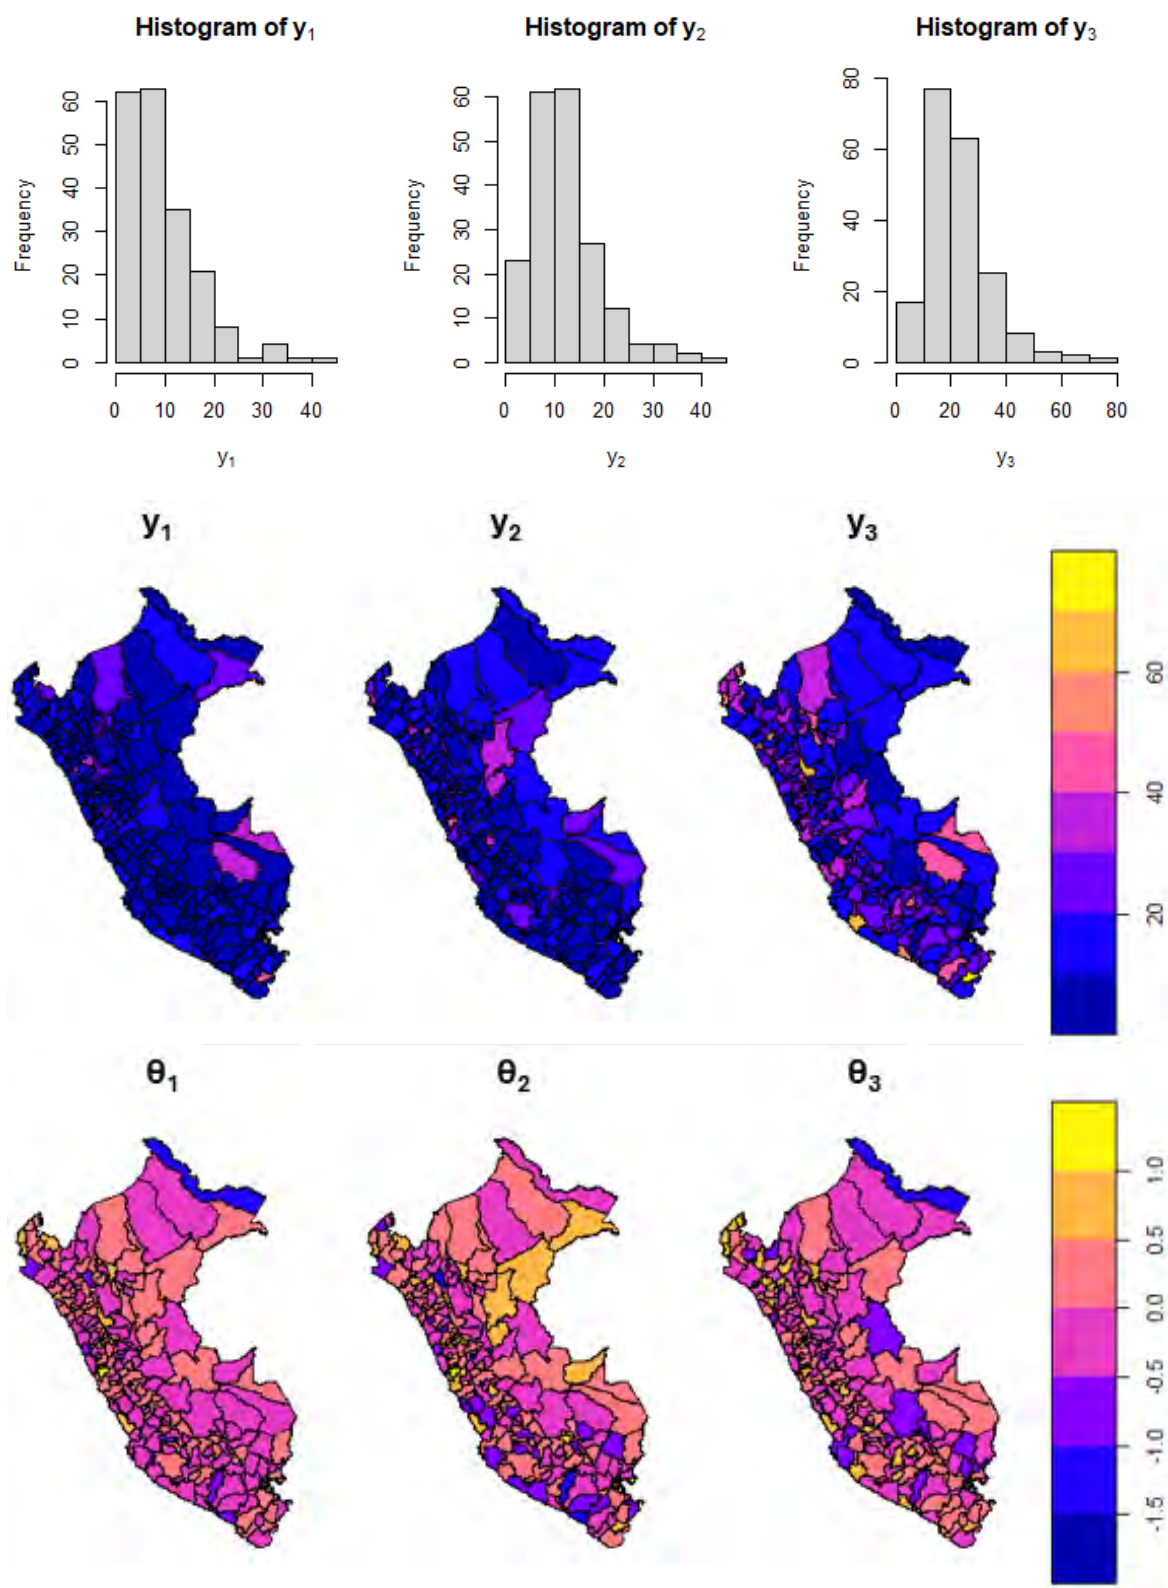 Histogram of y₁
Histogram of y₂
Histogram of y₃
Frequency
0 10 20 30 40 50 60
0 10 20 30 40
y₁
Frequency
0 10 20 30 40 50 60
0 10 20 30 40
y₂
Frequency
0 20 40 60 80
0 20 40 60 80
y₃
y₁
y₂
y₃
60
40
20
θ₁
θ₂
θ₃
1.0
0.5
0.0
-0.5
-1.0
-1.5